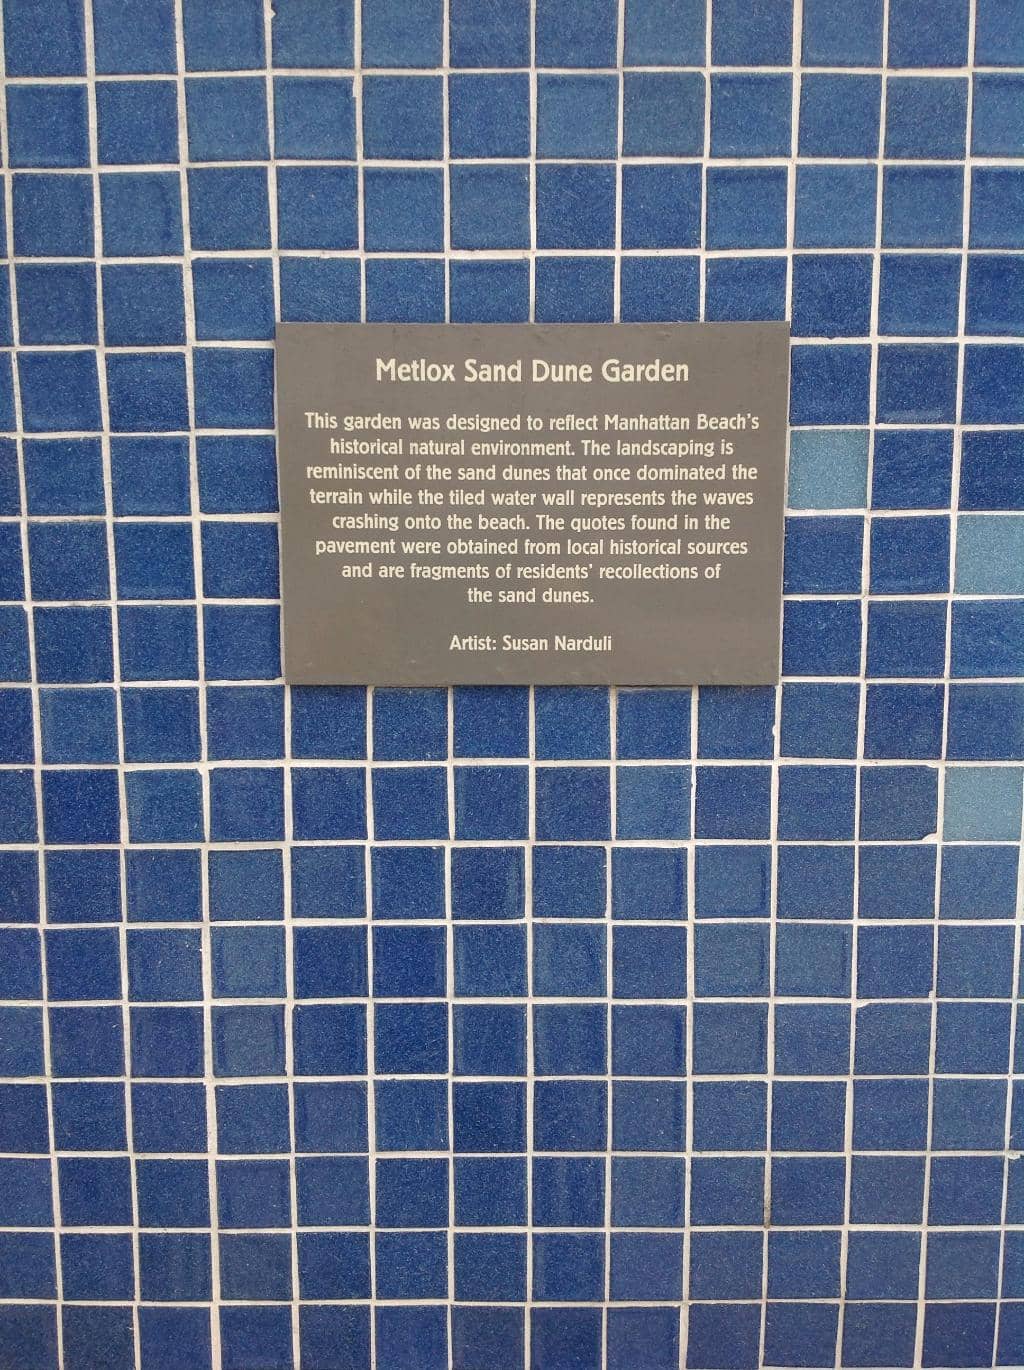 Metlox Sand Dune Garden
This garden was designed to reflect Manhattan Beach's
historical natural environment. The landscaping is
reminiscent of the sand dunes that once dominated the
terrain while the tiled water wall represents the waves
crashing onto the beach. The quotes found in the
pavement were obtained from local historical sources
and are fragments of residents' recollections of
the sand dunes.
Artist: Susan Narduli